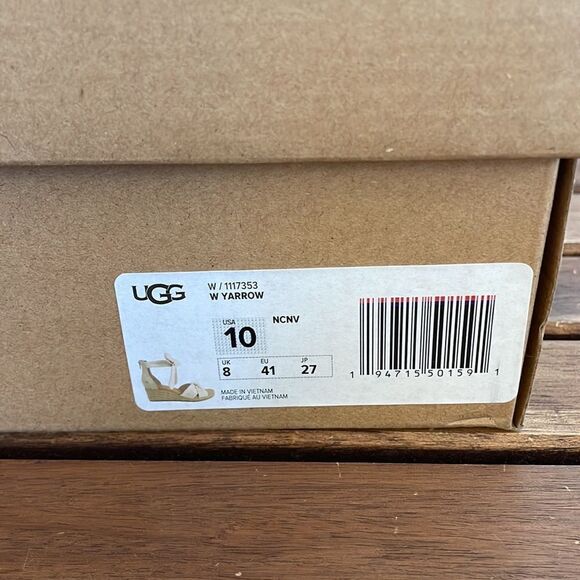 UGG
W / 1117353
W YARROW
USA
10
NCNV
UK EU JP
8 41 27
MADE IN VIETNAM
FABRIQUÉ AU VIETNAM
1 94715 50159 1